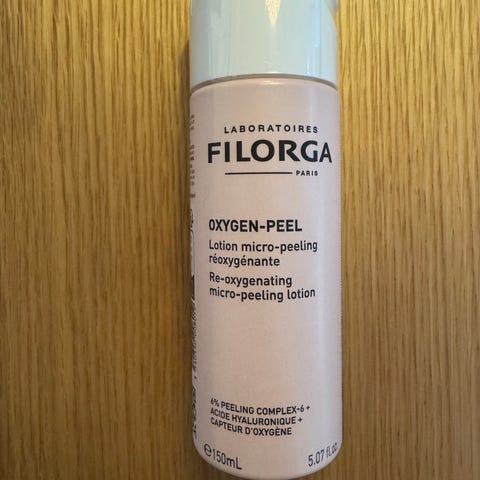 LABORATOIRES
FILORGA
PARIS
OXYGEN-PEEL
Lotion micro-peeling
réoxygénante
Re-oxygenating
micro-peeling lotion
6% PEELING COMPLEX-6 +
ACIDE HYALURONIQUE +
CAPTEUR D'OXYGÈNE
℮150mL 5.07 fl.oz.